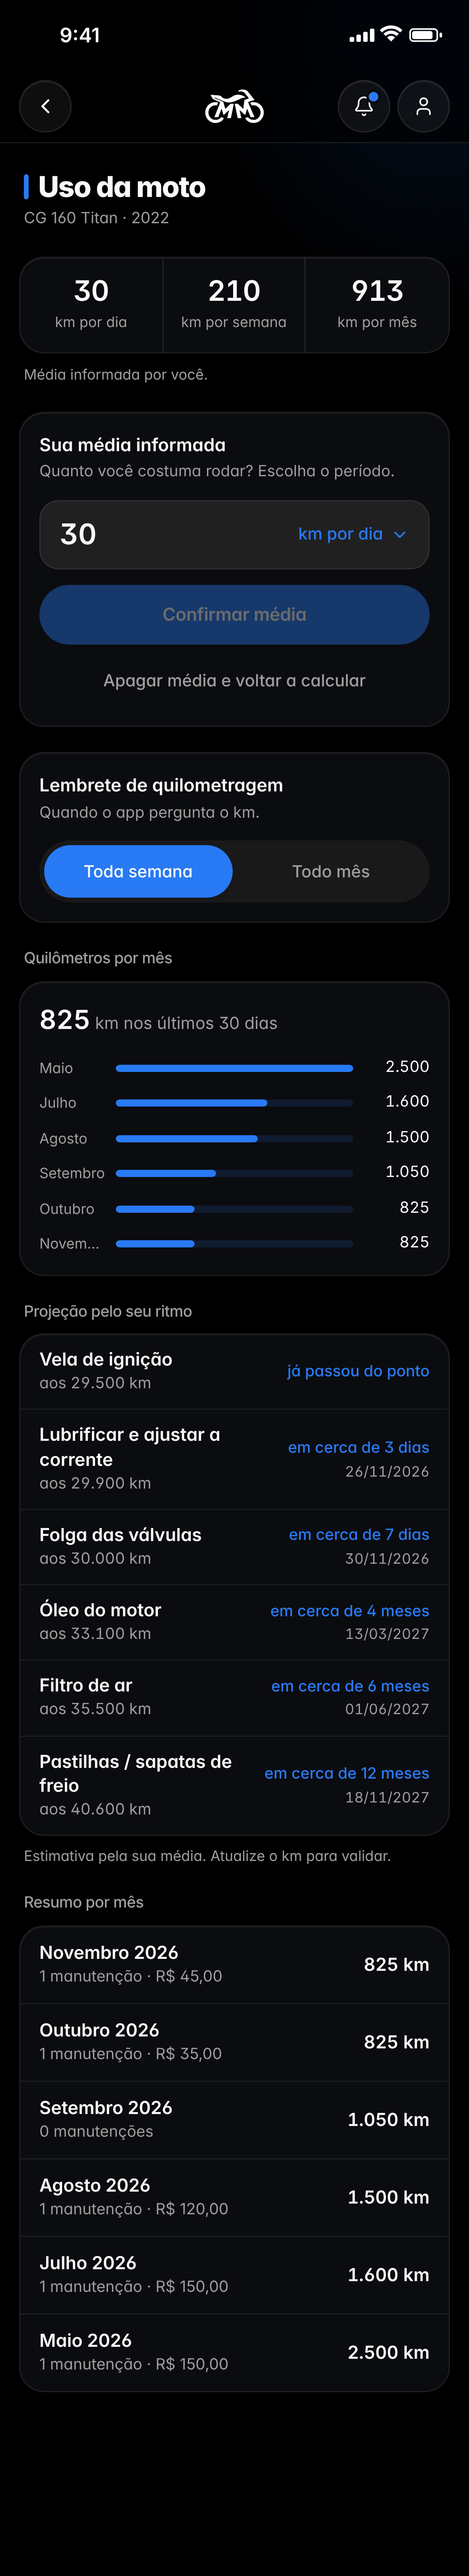 9:41
Uso da moto
CG 160 Titan · 2022
30
km por dia
210
km por semana
913
km por mês
Média informada por você.
Sua média informada
Quanto você costuma rodar? Escolha o período.
30
km por dia
Confirmar média
Apagar média e voltar a calcular
Lembrete de quilometragem
Quando o app pergunta o km.
Toda semana
Todo mês
Quilômetros por mês
825 km nos últimos 30 dias
Maio 2.500
Julho 1.600
Agosto 1.500
Setembro 1.050
Outubro 825
Novem... 825
Projeção pelo seu ritmo
Vela de ignição
aos 29.500 km
já passou do ponto
Lubrificar e ajustar a
corrente
aos 29.900 km
em cerca de 3 dias
26/11/2026
Folga das válvulas
aos 30.000 km
em cerca de 7 dias
30/11/2026
Óleo do motor
aos 33.100 km
em cerca de 4 meses
13/03/2027
Filtro de ar
aos 35.500 km
em cerca de 6 meses
01/06/2027
Pastilhas / sapatas de
freio
aos 40.600 km
em cerca de 12 meses
18/11/2027
Estimativa pela sua média. Atualize o km para validar.
Resumo por mês
Novembro 2026
1 manutenção · R$ 45,00
825 km
Outubro 2026
1 manutenção · R$ 35,00
825 km
Setembro 2026
0 manutenções
1.050 km
Agosto 2026
1 manutenção · R$ 120,00
1.500 km
Julho 2026
1 manutenção · R$ 150,00
1.600 km
Maio 2026
1 manutenção · R$ 150,00
2.500 km